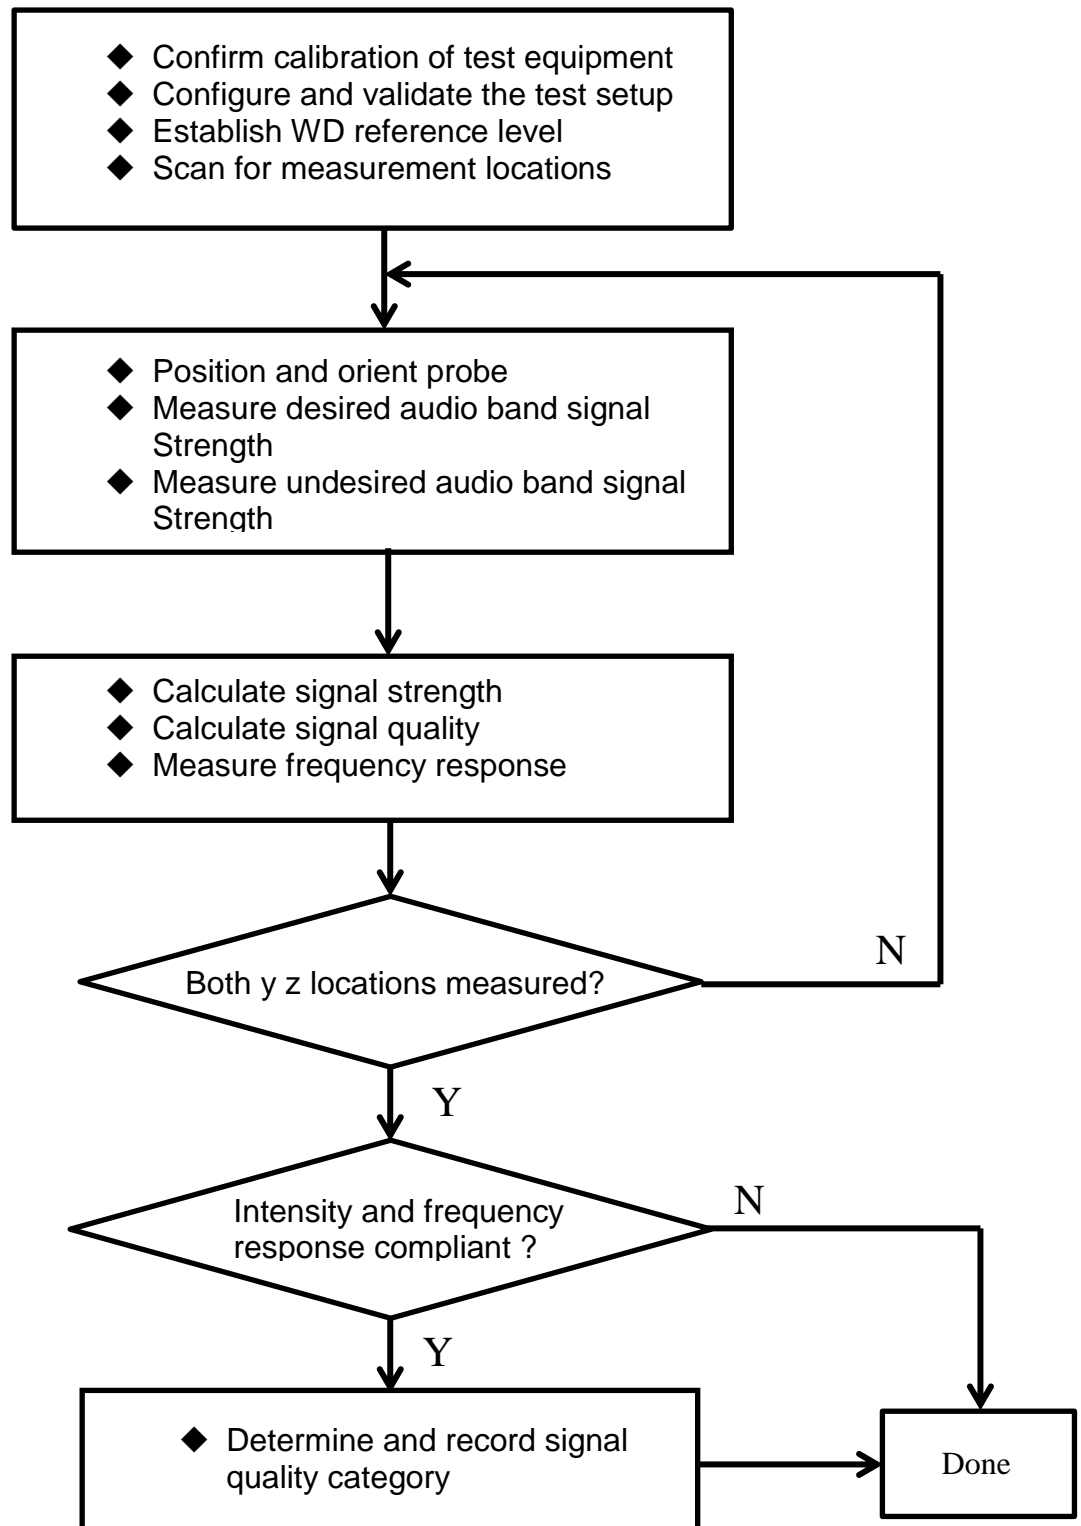 ◆ Confirm calibration of test equipment
◆ Configure and validate the test setup
◆ Establish WD reference level
◆ Scan for measurement locations
◆ Position and orient probe
◆ Measure desired audio band signal
Strength
◆ Measure undesired audio band signal
Strength
◆ Calculate signal strength
◆ Calculate signal quality
◆ Measure frequency response
N
Both y z locations measured?
Y
N
Intensity and frequency
response compliant ?
Y
◆ Determine and record signal
quality category
Done